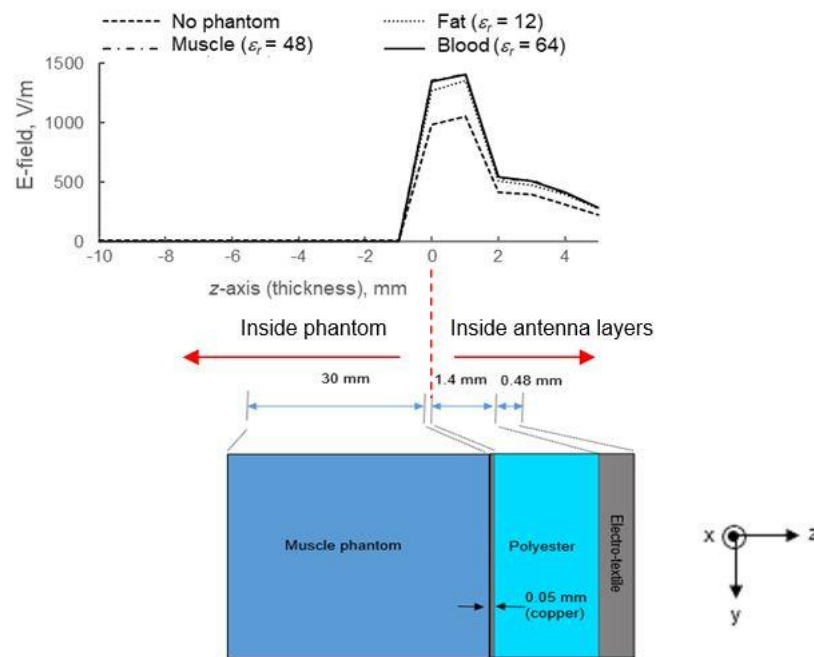 No phantom
Fat (εr = 12)
Muscle (εr = 48)
Blood (εr = 64)
E-field, V/m
1500
1000
500
0
-10 -8 -6 -4 -2 0 2 4
z-axis (thickness), mm
Inside phantom
Inside antenna layers
30 mm
1.4 mm
0.48 mm
Muscle phantom
Polyester
Electro-textile
0.05 mm
(copper)
x
z
y